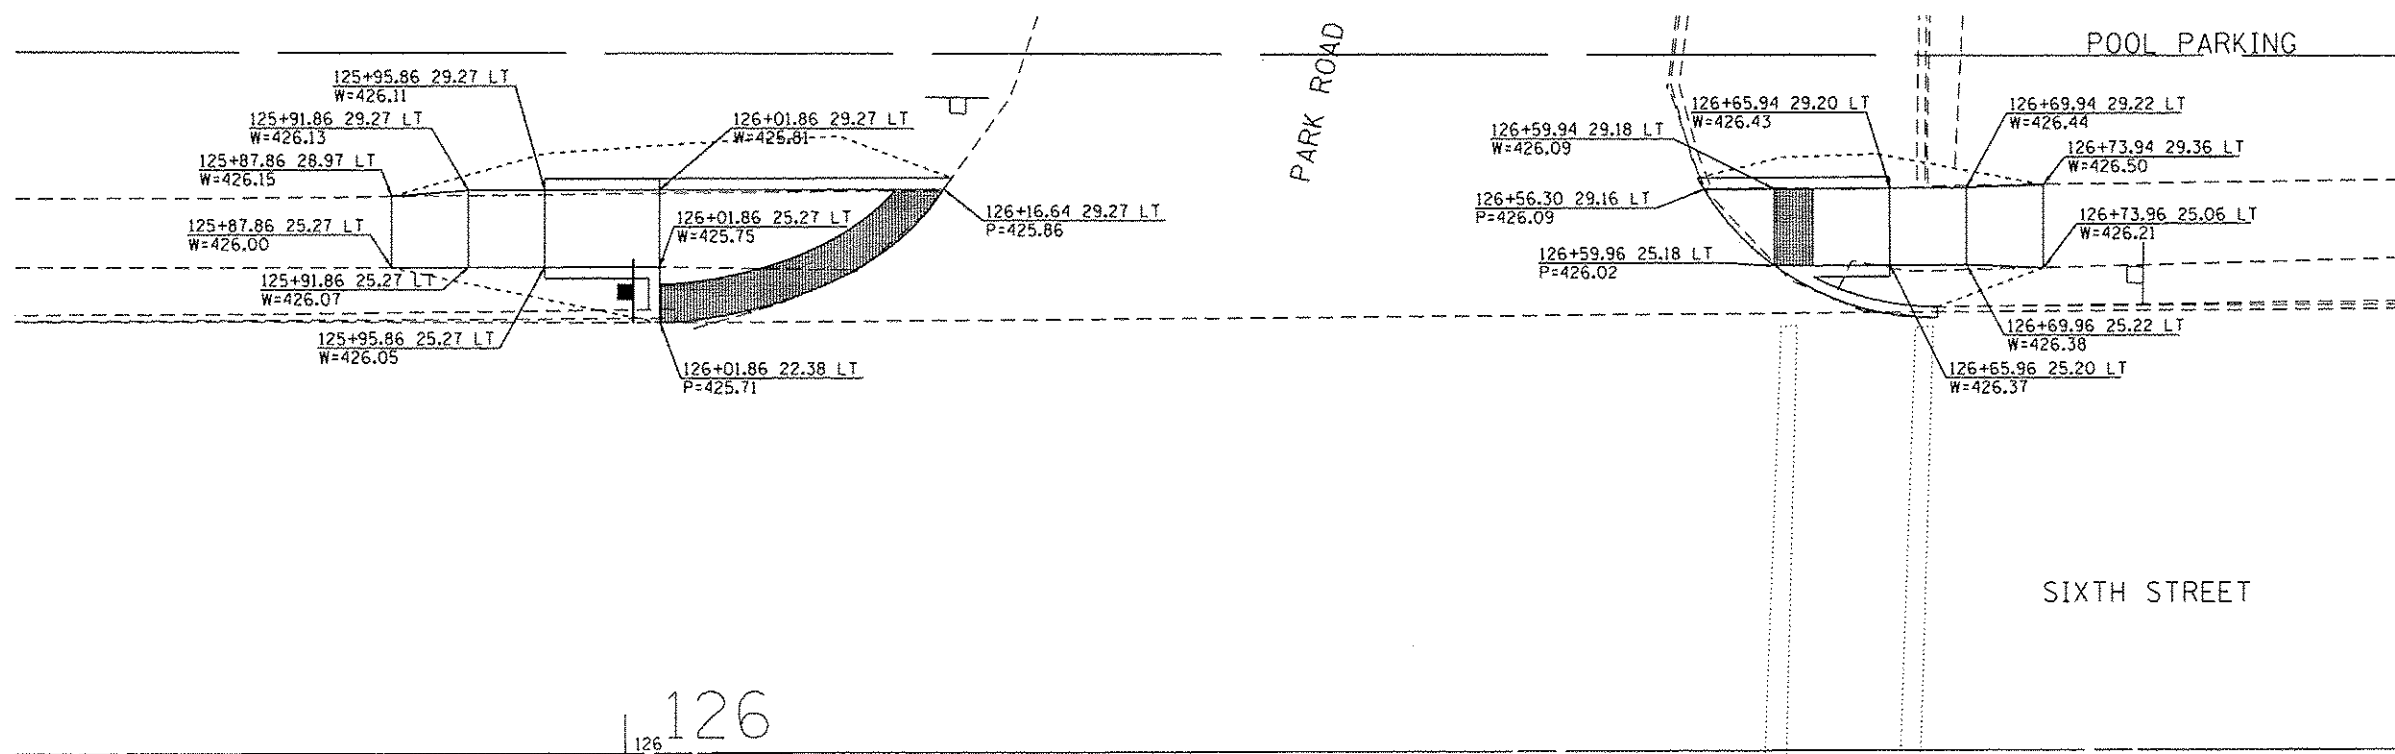 POOL PARKING
PARK ROAD
125+95.86 29.27 LT
W=426.11
125+91.86 29.27 LT
W=426.13
125+87.86 28.97 LT
W=426.15
125+87.86 25.27 LT
W=426.00
125+91.86 25.27 LT
W=426.07
125+95.86 25.27 LT
W=426.05
126+01.86 29.27 LT
W=425.81
126+01.86 25.27 LT
W=425.75
126+16.64 29.27 LT
P=425.86
126+01.86 22.38 LT
P=425.71
126+65.94 29.20 LT
W=426.43
126+59.94 29.18 LT
W=426.09
126+56.30 29.16 LT
P=426.09
126+59.96 25.18 LT
P=426.02
126+69.94 29.22 LT
W=426.44
126+73.94 29.36 LT
W=426.50
126+73.96 25.06 LT
W=426.21
126+69.96 25.22 LT
W=426.38
126+65.96 25.20 LT
W=426.37
SIXTH STREET
126
126